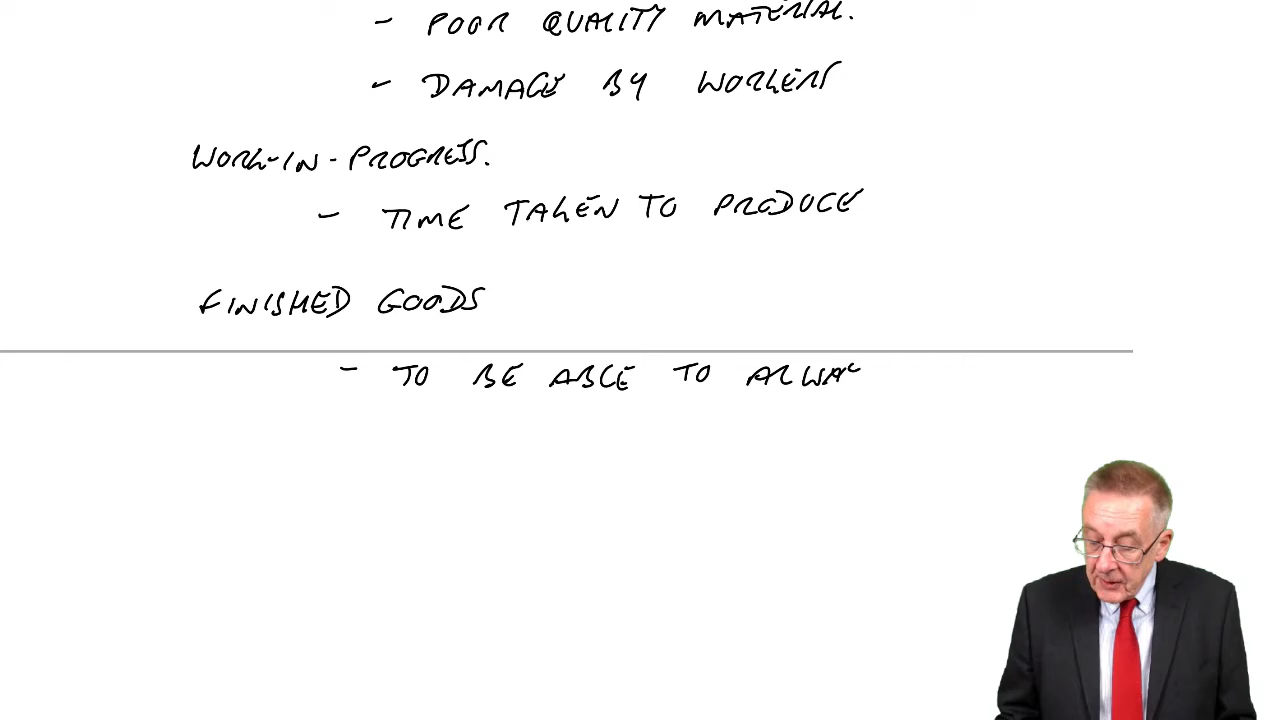 - POOR QUALITY MATERIAL.
- DAMAGE BY WORKERS
WORK-IN-PROGRESS.
- TIME TAKEN TO PRODUCE
FINISHED GOODS
- TO BE ABLE TO ALWA